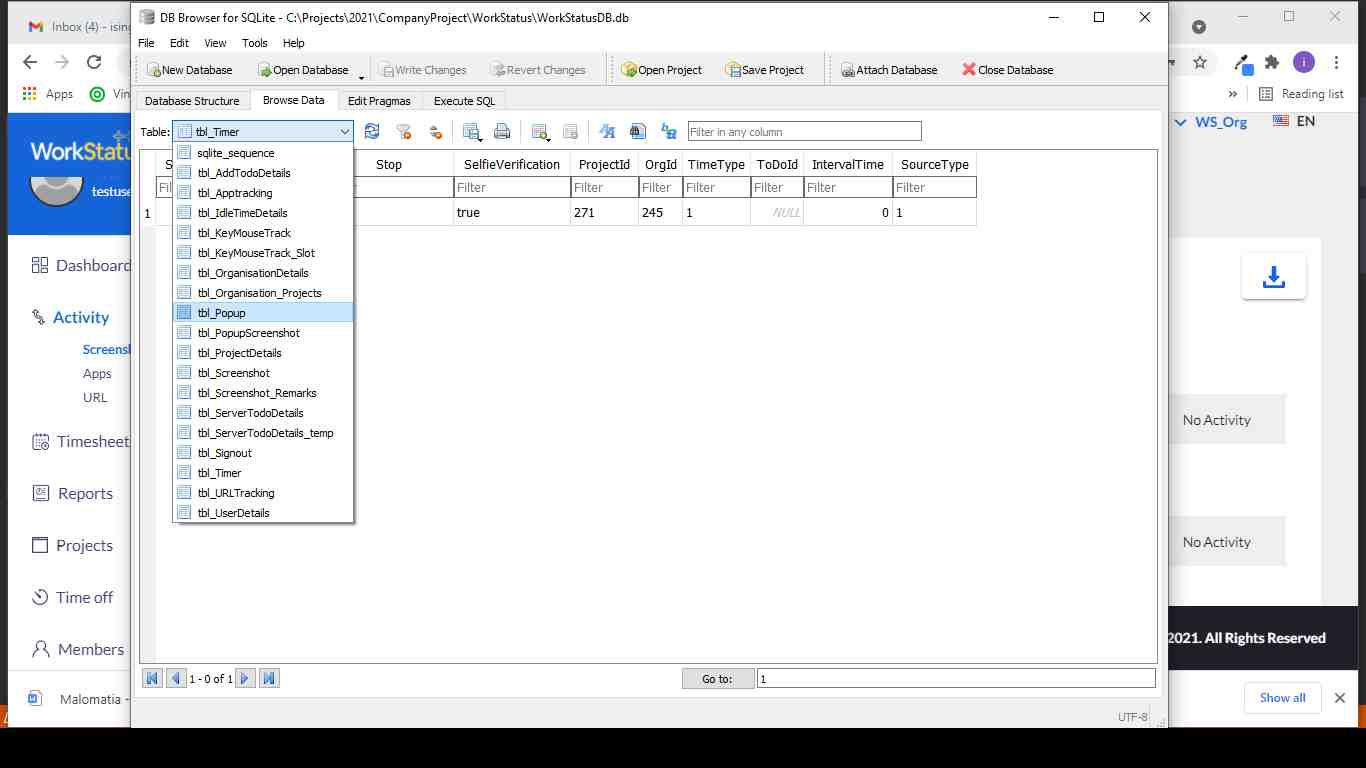 Inbox (4) - ising
DB Browser for SQLite - C:\Projects\2021\CompanyProject\WorkStatus\WorkStatusDB.db
File Edit View Tools Help
New Database Open Database Write Changes Revert Changes Open Project Save Project Attach Database Close Database
Apps Vin
» Reading list
Database Structure Browse Data Edit Pragmas Execute SQL
WorkStatu
testuse
WS_Org EN
Table: tbl_Timer Filter in any column
S Stop SelfieVerification ProjectId OrgId TimeType ToDoId IntervalTime SourceType
Fil Filter Filter Filter Filter Filter Filter Filter
1 true 271 245 1 NULL 0 1
sqlite_sequence
tbl_AddTodoDetails
tbl_Apptracking
tbl_IdleTimeDetails
tbl_KeyMouseTrack
tbl_KeyMouseTrack_Slot
tbl_OrganisationDetails
tbl_Organisation_Projects
tbl_Popup
tbl_PopupScreenshot
tbl_ProjectDetails
tbl_Screenshot
tbl_Screenshot_Remarks
tbl_ServerTodoDetails
tbl_ServerTodoDetails_temp
tbl_Signout
tbl_Timer
tbl_URLTracking
tbl_UserDetails
Dashboard
Activity
Screensh
Apps
URL
Timesheet
Reports
Projects
Time off
Members
No Activity
No Activity
2021. All Rights Reserved
1 - 0 of 1 Go to: 1
Malomatia - Show all
UTF-8